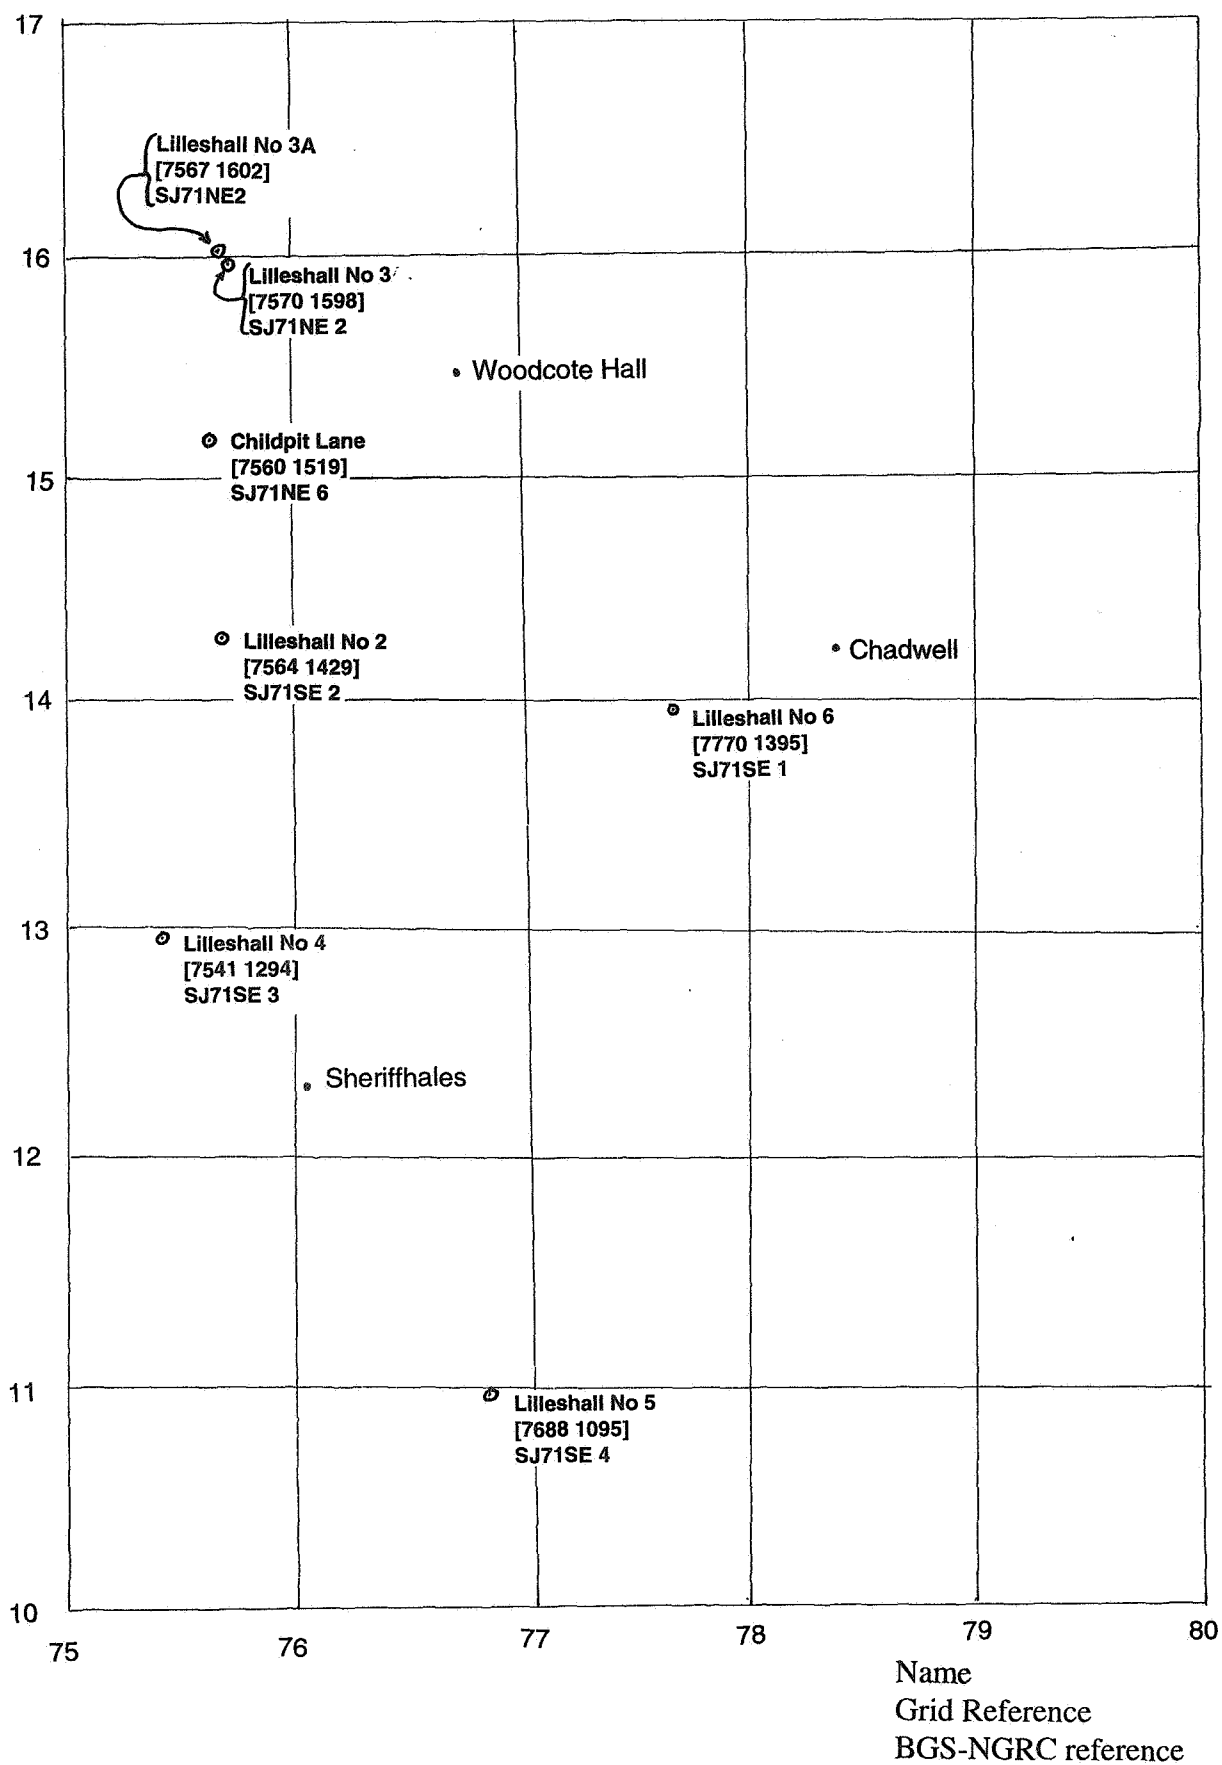 17
Lilleshall No 3A
[7567 1602]
SJ71NE2
16
Lilleshall No 3
[7570 1598]
SJ71NE 2
Woodcote Hall
Childpit Lane
[7560 1519]
15
SJ71NE 6
Lilleshall No 2
[7564 1429]
SJ71SE 2
Chadwell
14
Lilleshall No 6
[7770 1395]
SJ71SE 1
13
Lilleshall No 4
[7541 1294]
SJ71SE 3
Sheriffhales
12
11
Lilleshall No 5
[7688 1095]
SJ71SE 4
10
75 76 77 78 79 80
Name
Grid Reference
BGS-NGRC reference